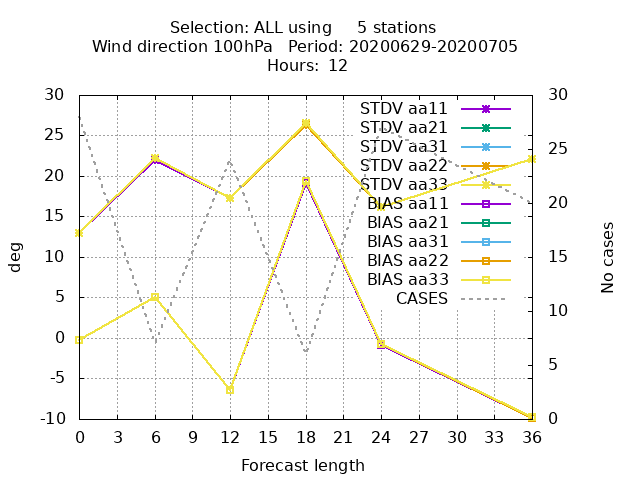 Selection: ALL using     5 stations
Wind direction 100hPa   Period: 20200629-20200705
Hours: 12
30
25
20
15
10
5
0
-5
-10
deg
STDV aa11
STDV aa21
STDV aa31
STDV aa22
STDV aa33
BIAS aa11
BIAS aa21
BIAS aa31
BIAS aa22
BIAS aa33
CASES
30
25
20
15
10
5
0
No cases
0 3 6 9 12 15 18 21 24 27 30 33 36
Forecast length